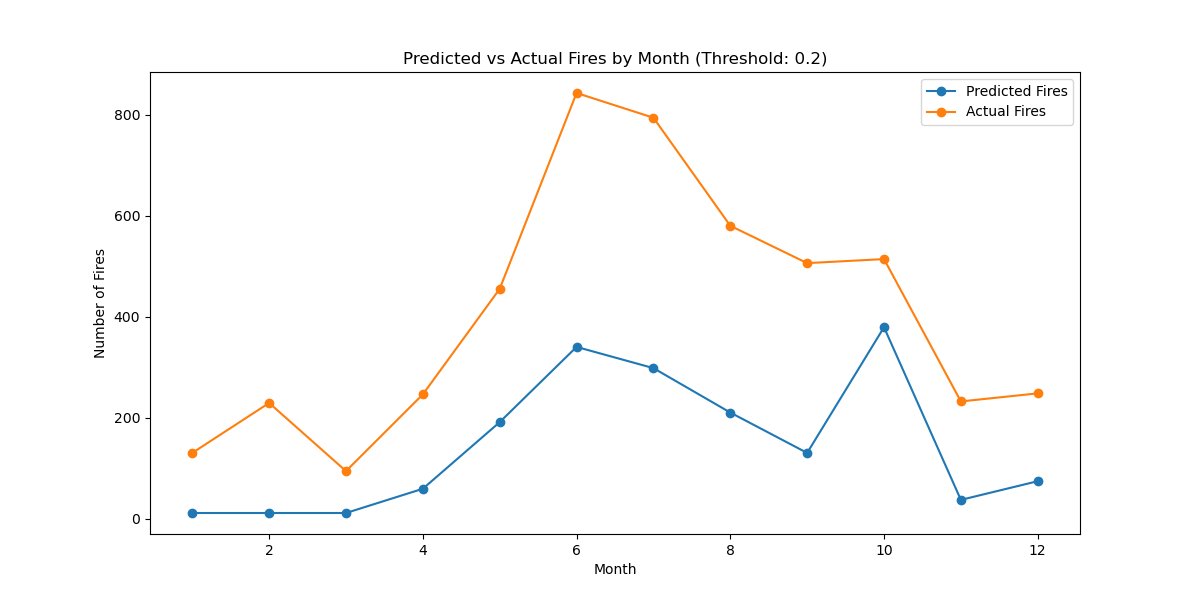 Predicted vs Actual Fires by Month (Threshold: 0.2)
Predicted Fires
Actual Fires
Number of Fires
800
600
400
200
0
2 4 6 8 10 12
Month